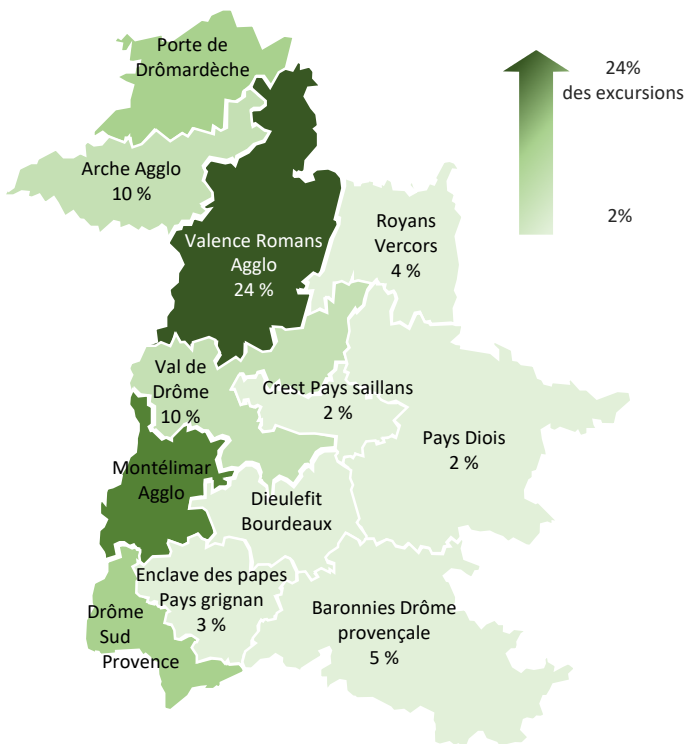 Porte de
Drômardèche
24%
des excursions
2%
Arche Agglo
10 %
Valence Romans
Agglo
24 %
Royans
Vercors
4 %
Val de
Drôme
10 %
Crest Pays saillans
2 %
Pays Diois
2 %
Montélimar
Agglo
Dieulefit
Bourdeaux
Enclave des papes
Pays grignan
3 %
Drôme
Sud
Provence
Baronnies Drôme
provençale
5 %